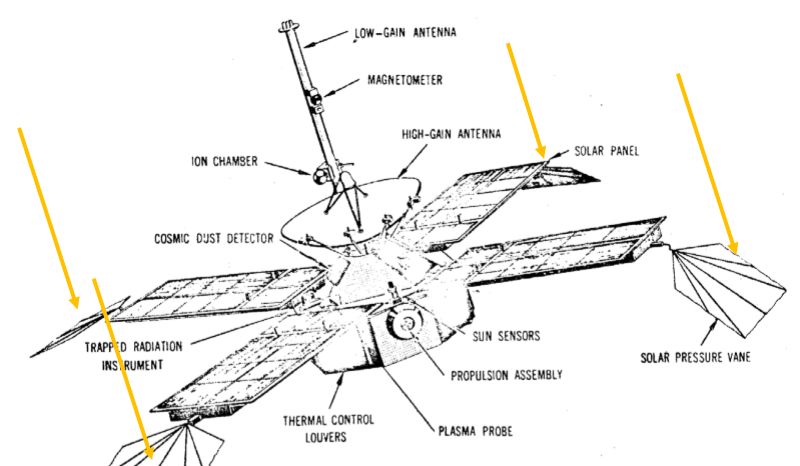 LOW-GAIN ANTENNA
MAGNETOMETER
HIGH-GAIN ANTENNA
SOLAR PANEL
ION CHAMBER
COSMIC DUST DETECTOR
TRAPPED RADIATION
INSTRUMENT
SUN SENSORS
SOLAR PRESSURE VANE
PROPULSION ASSEMBLY
THERMAL CONTROL
LOUVERS
PLASMA PROBE